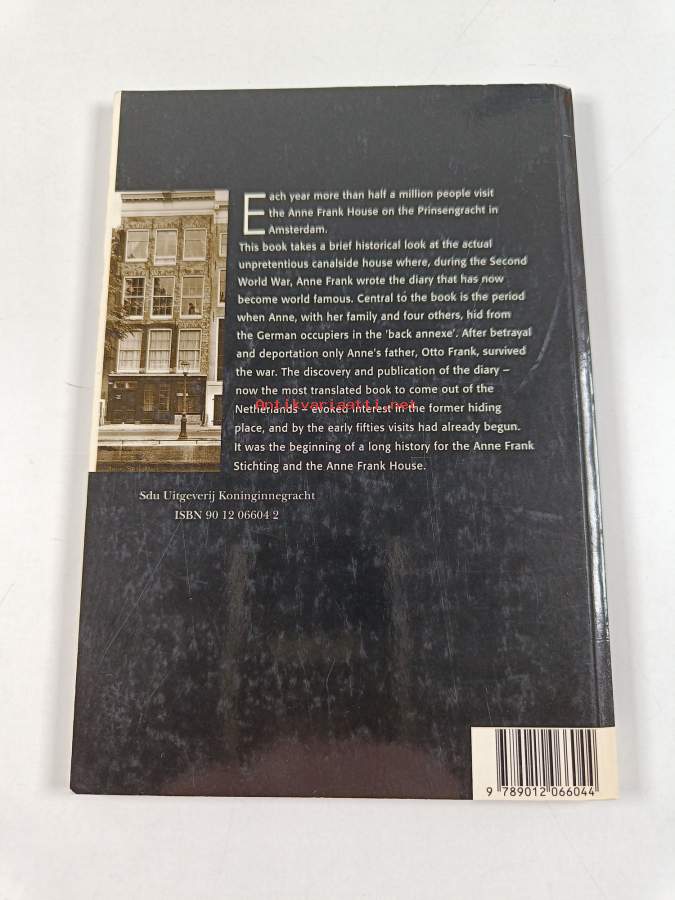 Each year more than half a million people visit
the Anne Frank House on the Prinsengracht in
Amsterdam.
This book takes a brief historical look at the actual
unpretentious canalside house where, during the Second
World War, Anne Frank wrote the diary that has now
become world famous. Central to the book is the period
when Anne, with her family and four others, hid from
the German occupiers in the 'back annexe'. After betrayal
and deportation only Anne's father, Otto Frank, survived
the war. The discovery and publication of the diary –
now the most translated book to come out of the
Netherlands – evoked interest in the former hiding
place, and by the early fifties visits had already begun.
It was the beginning of a long history for the Anne Frank
Stichting and the Anne Frank House.
Antikvariaatti.net
Sdu Uitgeverij Koninginnegracht
ISBN 90 12 06604 2
9 789012 066044